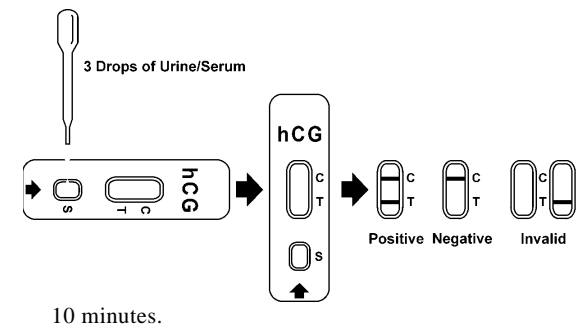 3 Drops of Urine/Serum
hCG
S
T
C
hCG
C
T
S
C
T
C
T
C
T
Positive
Negative
Invalid
10 minutes.